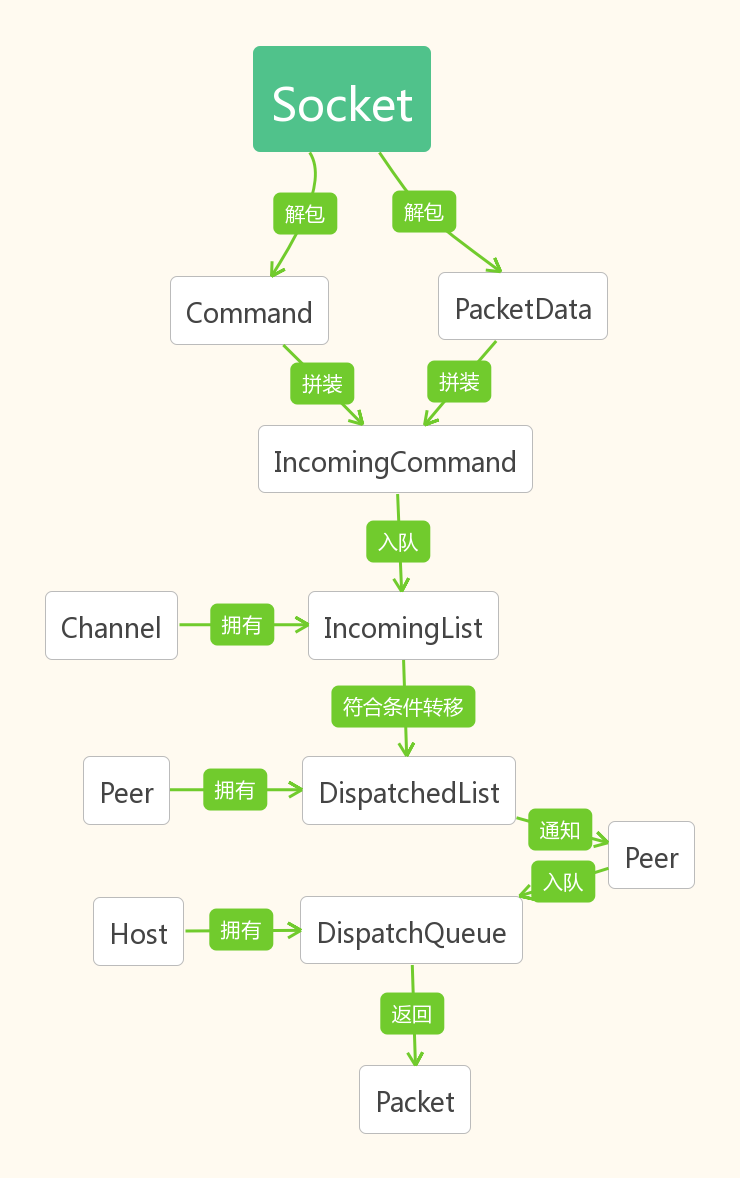 Socket
解包
解包
Command
PacketData
拼装
拼装
IncomingCommand
入队
Channel
拥有
IncomingList
符合条件转移
Peer
拥有
DispatchedList
通知
Peer
入队
Host
拥有
DispatchQueue
返回
Packet